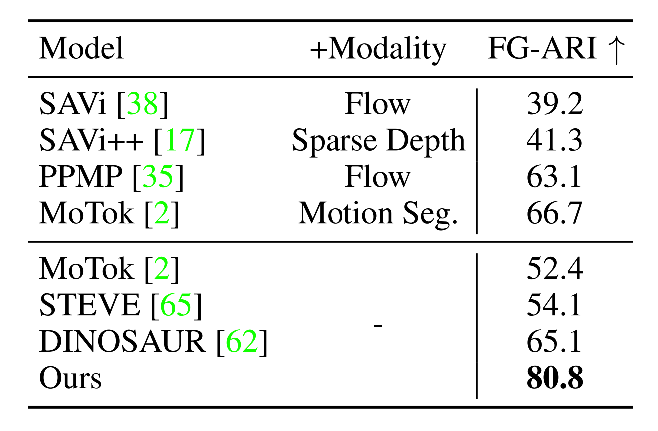 Model +Modality FG-ARI ↑
SAVi [38] Flow 39.2
SAVi++ [17] Sparse Depth 41.3
PPMP [35] Flow 63.1
MoTok [2] Motion Seg. 66.7
MoTok [2] 52.4
STEVE [65] 54.1
-
DINOSAUR [62] 65.1
Ours 80.8